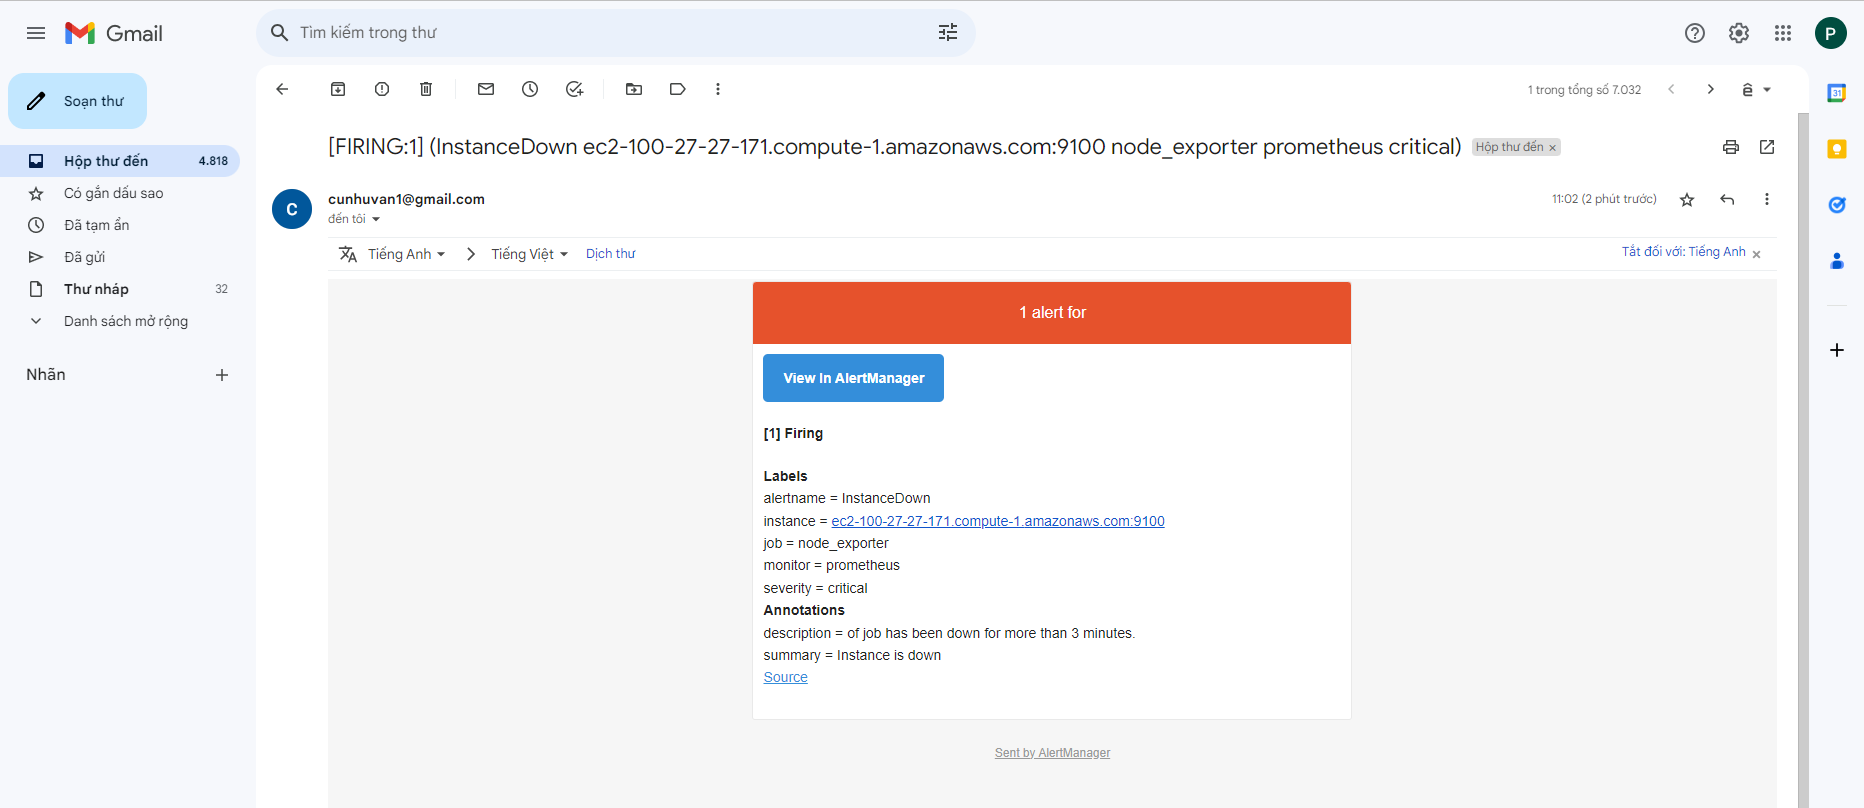 Gmail
Tìm kiếm trong thư
P
Soạn thư
Hộp thư đến 4.818
Có gắn dấu sao
Đã tạm ẩn
Đã gửi
Thư nháp 32
Danh sách mở rộng
Nhãn
1 trong tổng số 7.032
[FIRING:1] (InstanceDown ec2-100-27-27-171.compute-1.amazonaws.com:9100 node_exporter prometheus critical) Hộp thư đến ×
C
cunhuvan1@gmail.com 11:02 (2 phút trước)
đến tôi
Tiếng Anh > Tiếng Việt Dịch thư Tắt đối với: Tiếng Anh ×
1 alert for
View In AlertManager
[1] Firing
Labels
alertname = InstanceDown
instance = ec2-100-27-27-171.compute-1.amazonaws.com:9100
job = node_exporter
monitor = prometheus
severity = critical
Annotations
description = of job has been down for more than 3 minutes.
summary = Instance is down
Source
Sent by AlertManager
31